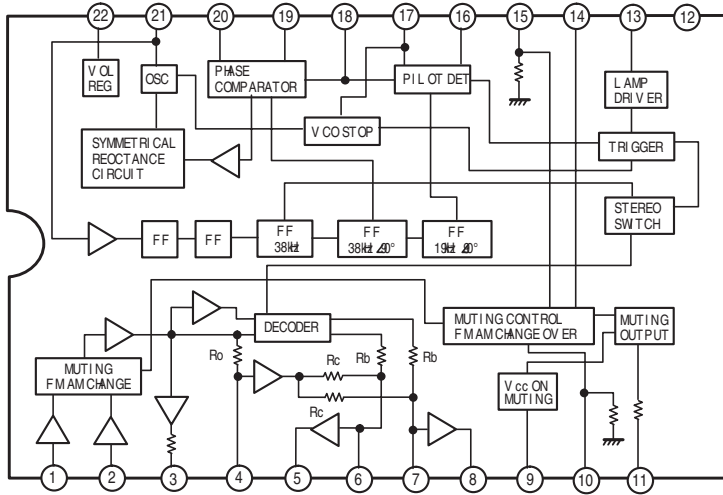 22 21 20 19 18 17 16 15 14 13 12
VOL
REG
OSC
PHASE
COMPARATOR
PILOT DET
LAMP
DRIVER
VCO STOP
SYMMETRICAL
REOCTANCE
CIRCUIT
TRIGGER
STEREO
SWITCH
FF
FF
FF
38kHz
FF
38kHz ∠90°
FF
19kHz ∠90°
DECODER
MUTING CONTROL
FM AM CHANGE OVER
MUTING
OUTPUT
MUTING
FM AM CHANGE
Ro
Rc
Rb
Rb
Rc
Vcc ON
MUTING
1 2 3 4 5 6 7 8 9 10 11